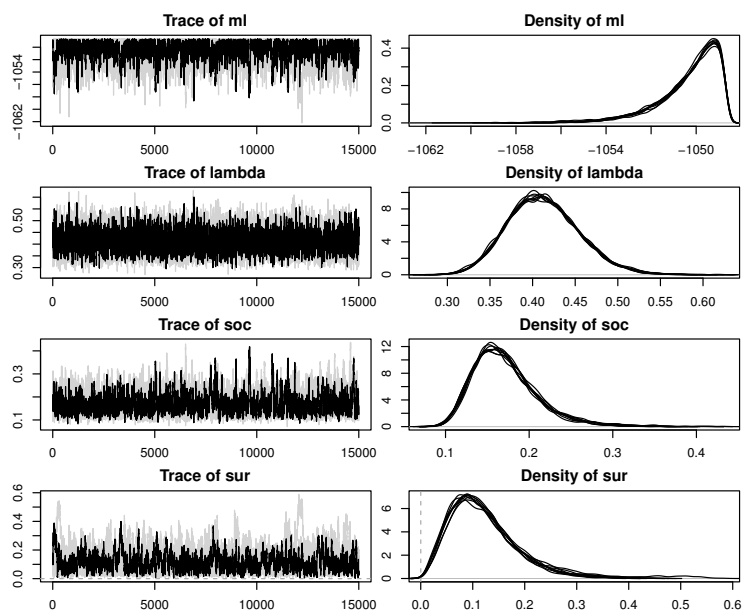 Trace of ml
Density of ml
−1062 −1054
0 5000 10000 15000
0.0 0.2 0.4
−1062 −1058 −1054 −1050
Trace of lambda
Density of lambda
0.30 0.50
0 5000 10000 15000
0 4 8
0.30 0.35 0.40 0.45 0.50 0.55 0.60
Trace of soc
Density of soc
0.1 0.3
0 5000 10000 15000
0 4 8 12
0.1 0.2 0.3 0.4
Trace of sur
Density of sur
0.0 0.2 0.4 0.6
0 5000 10000 15000
0 2 4 6
0.0 0.1 0.2 0.3 0.4 0.5 0.6